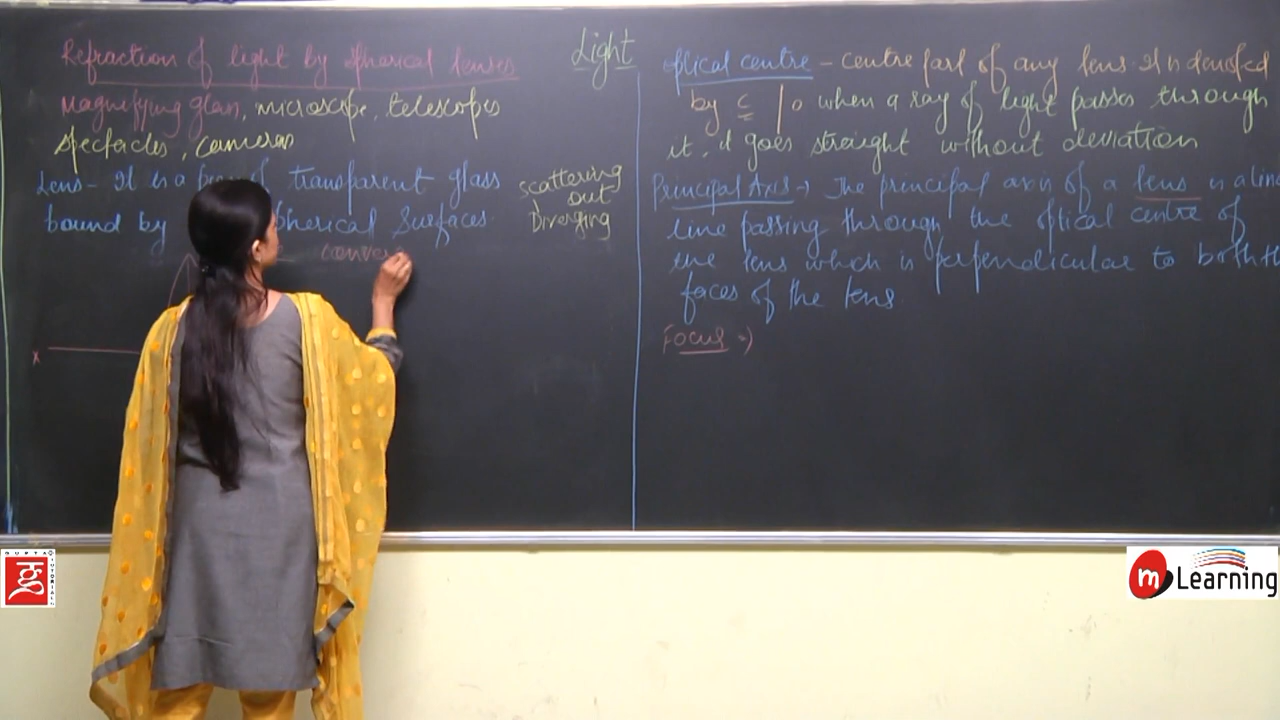 Light
Refraction of light by spherical lenses
Magnifying glass, microscope, telescopes
Spectacles, cameras
Lens - It is a of transparent glass
bound by spherical surfaces.
conve
x
scattering
out
Diverging
Optical centre - centre part of any lens. It is denoted
by C / o when a ray of light passes through
it, it goes straight without deviation
Principal Axis → The principal axis of a lens is a line
line passing through the optical centre of
the lens which is perpendicular to both th
faces of the lens
Focus →
GUPTA TUTORIAL
m Learning